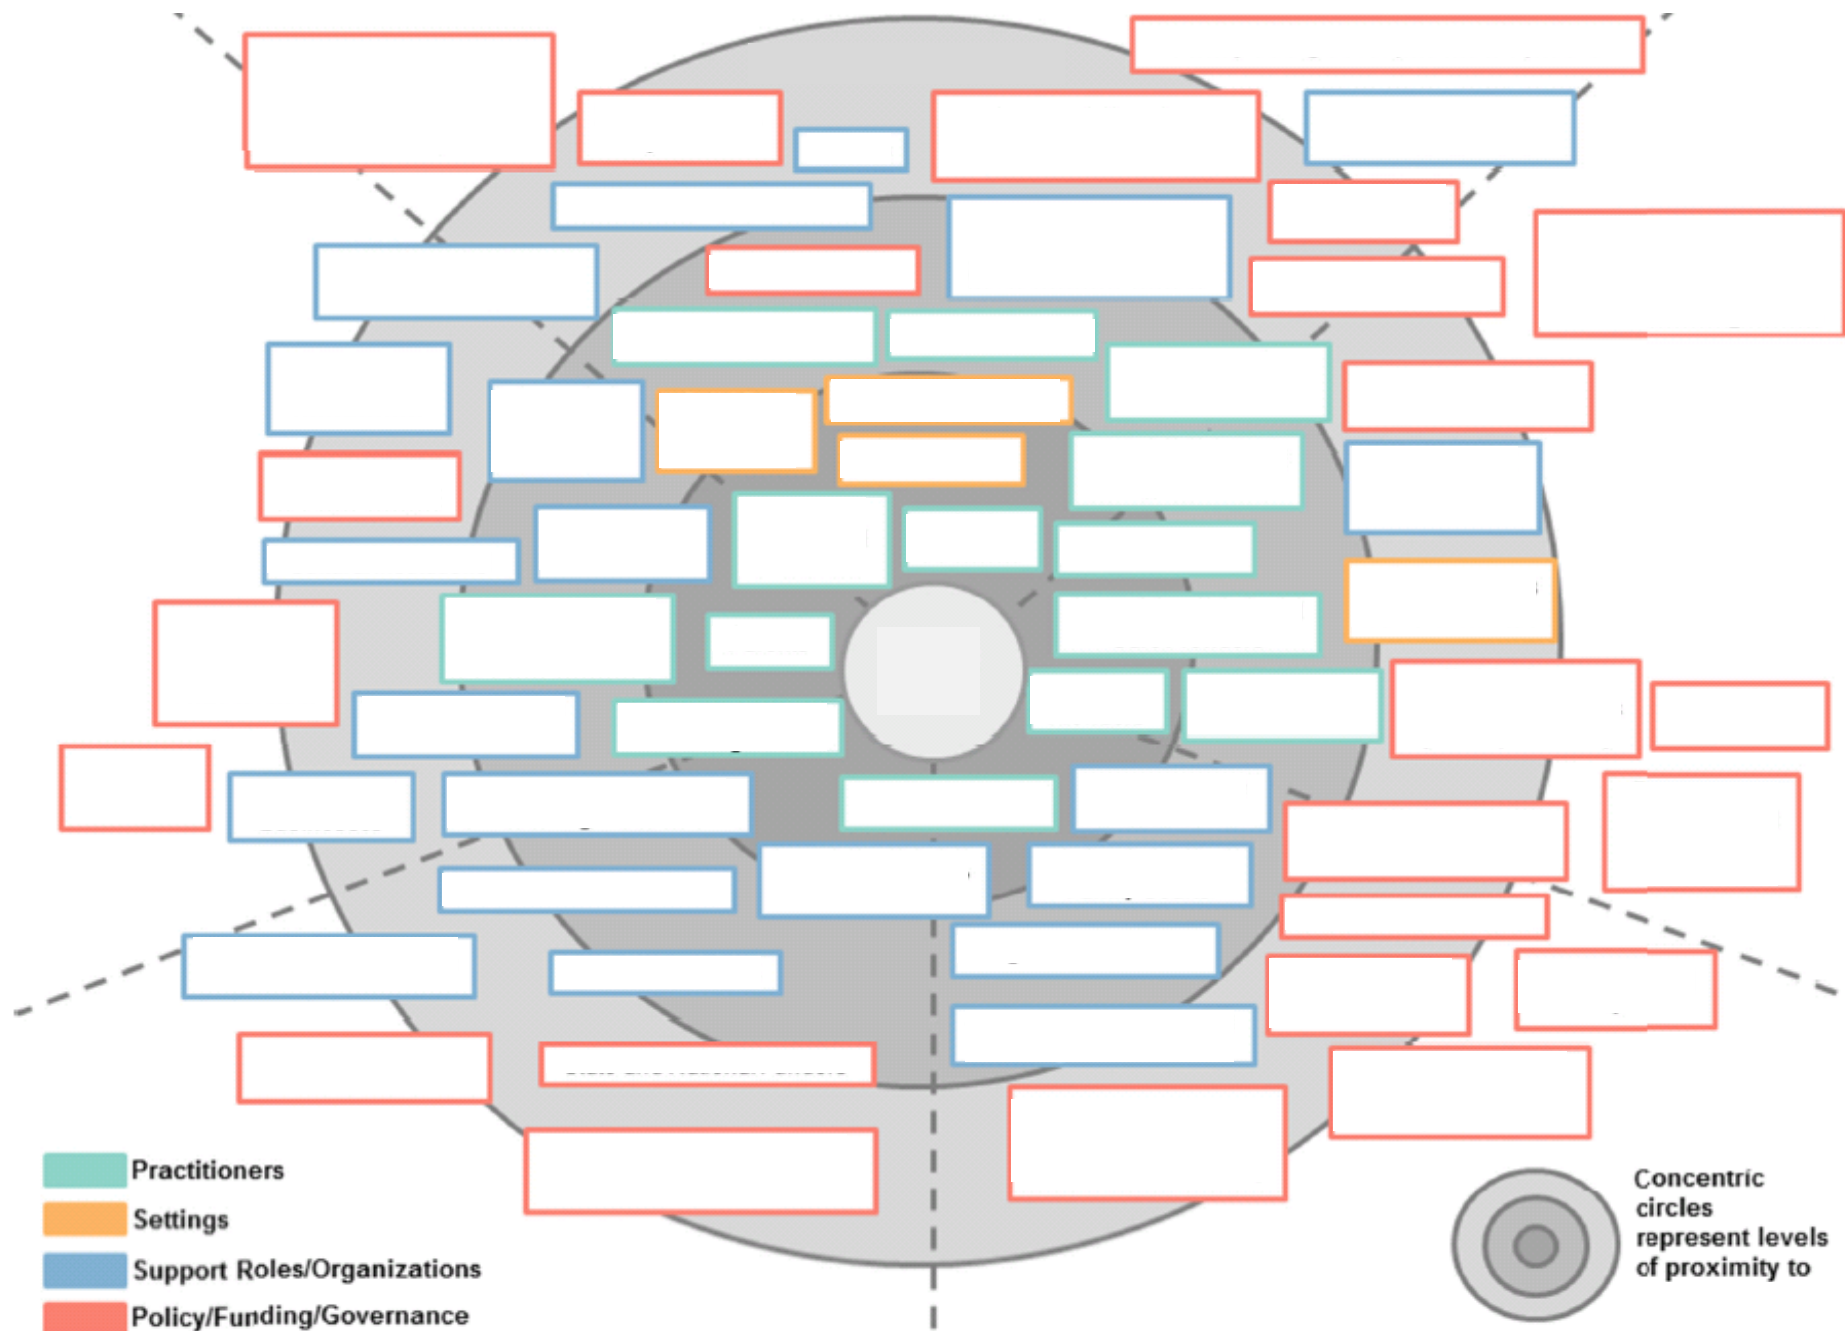 Practitioners
Settings
Support Roles/Organizations
Policy/Funding/Governance
Concentric
circles
represent levels
of proximity to